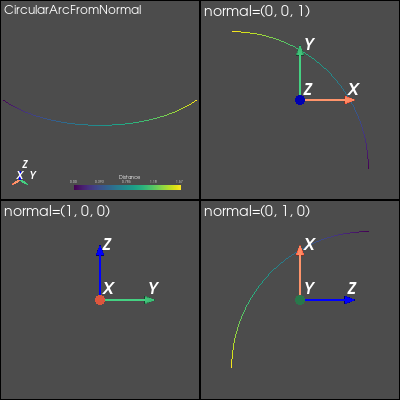 CircularArcFromNormal
Distance
Z
X Y
normal=(0, 0, 1)
Y
Z X
normal=(1, 0, 0)
Z
X Y
normal=(0, 1, 0)
X
Y Z